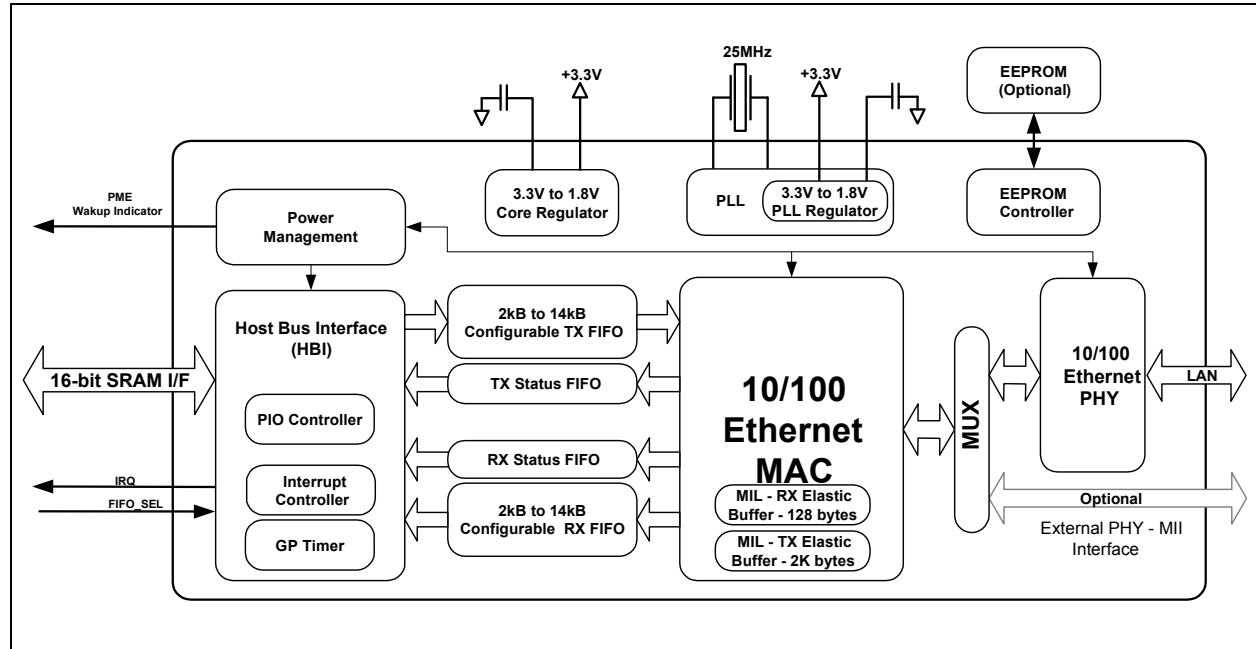 25MHz
+3.3V
+3.3V
EEPROM
(Optional)
3.3V to 1.8V
Core Regulator
PLL
3.3V to 1.8V
PLL Regulator
EEPROM
Controller
PME
Wakup Indicator
Power
Management
Host Bus Interface
(HBI)
2kB to 14kB
Configurable TX FIFO
16-bit SRAM I/F
TX Status FIFO
PIO Controller
RX Status FIFO
IRQ
FIFO_SEL
Interrupt
Controller
2kB to 14kB
Configurable RX FIFO
GP Timer
10/100
Ethernet
MAC
MIL - RX Elastic
Buffer - 128 bytes
MIL - TX Elastic
Buffer - 2K bytes
MUX
10/100
Ethernet
PHY
LAN
Optional
External PHY - MII
Interface